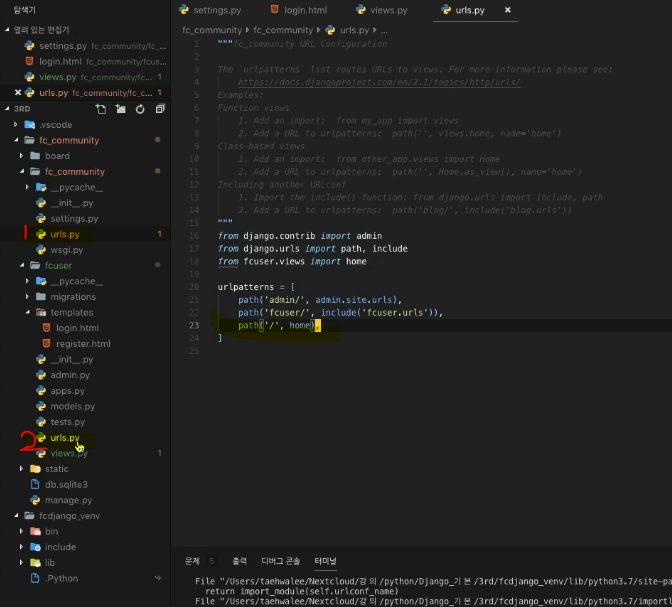 탐색기
열려 있는 편집기
settings.py fc_community/fc_...
login.html fc_community/fcus...
views.py fc_community/fc... 1
urls.py fc_community/fc_... 1
3RD
.vscode
fc_community
board
fc_community
__pycache__
__init__.py
settings.py
1 urls.py 1
wsgi.py
fcuser
__pycache__
migrations
templates
login.html
register.html
__init__.py
admin.py
apps.py
models.py
tests.py
2 urls.py
views.py 1
static
db.sqlite3
manage.py
fcdjango_venv
bin
include
lib
.Python
settings.py login.html views.py urls.py
fc_community fc_community urls.py ...
1 """fc_community URL Configuration
2
3 The `urlpatterns` list routes URLs to views. For more information please see:
4 https://docs.djangoproject.com/en/2.1/topics/http/urls/
5 Examples:
6 Function views
7 1. Add an import:  from my_app import views
8 2. Add a URL to urlpatterns:  path('', views.home, name='home')
9 Class-based views
10 1. Add an import:  from other_app.views import Home
11 2. Add a URL to urlpatterns:  path('', Home.as_view(), name='home')
12 Including another URLconf
13 1. Import the include() function: from django.urls import include, path
14 2. Add a URL to urlpatterns:  path('blog/', include('blog.urls'))
15 """
16 from django.contrib import admin
17 from django.urls import path, include
18 from fcuser.views import home
19
20 urlpatterns = [
21 path('admin/', admin.site.urls),
22 path('fcuser/', include('fcuser.urls')),
23 path('/', home),
24 ]
25
문제 5 출력 디버그 콘솔 터미널
File "/Users/taehwalee/Nextcloud/강의/python/Django_기본/3rd/fcdjango_venv/lib/python3.7/site-pa
return import_module(self.urlconf_name)
File "/Users/taehwalee/Nextcloud/강의/python/Django_기본/3rd/fcdjango_venv/lib/python3.7/importl